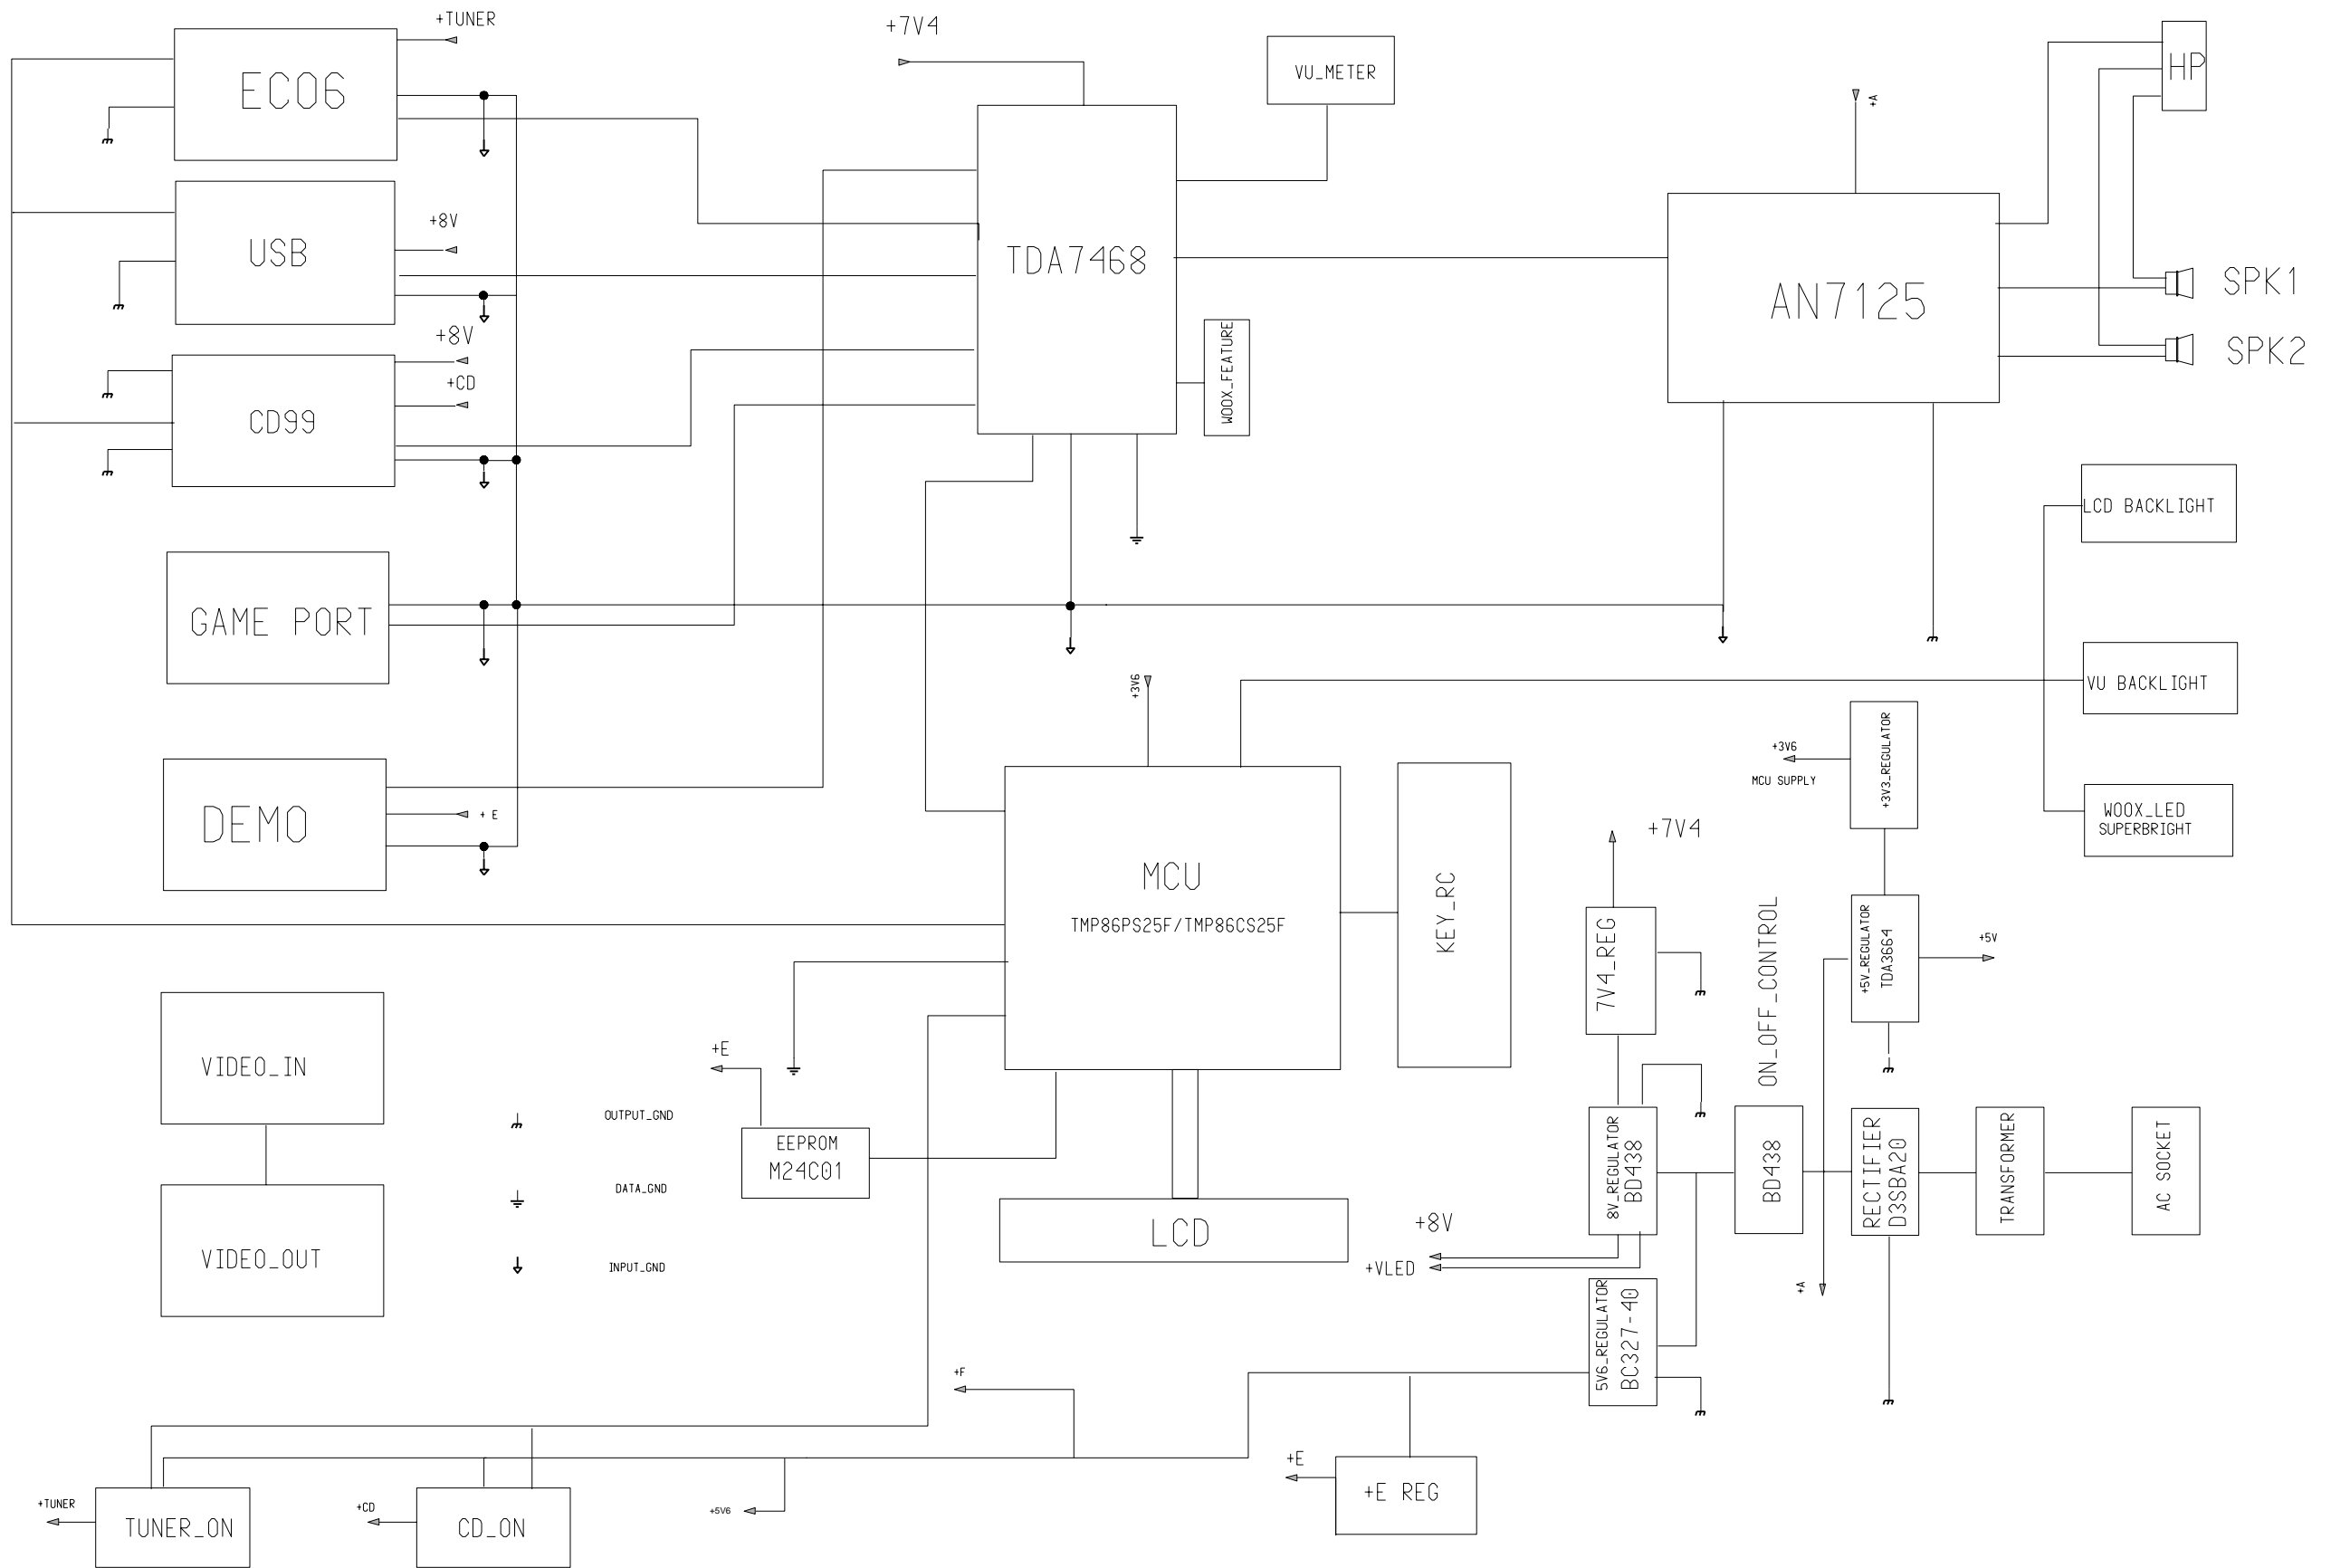 +TUNER
EC06
+7V4
VU_METER
HP
+A
USB
+8V
TDA7468
AN7125
SPK1
SPK2
WOOX_FEATURE
+8V
+CD
CD99
LCD BACKLIGHT
GAME PORT
+3V6
VU BACKLIGHT
+3V6
MCU SUPPLY
+3V3_REGULATOR
DEMO
+ E
WOOX_LED
SUPERBRIGHT
MCU
TMP86PS25F/TMP86CS25F
KEY_RC
+7V4
7V4_REG
ON_OFF_CONTROL
+5V_REGULATOR
TDA3664
+5V
VIDEO_IN
+E
OUTPUT_GND
EEPROM
M24C01
DATA_GND
8V_REGULATOR
BD438
BD438
RECTIFIER
D3SBA20
TRANSFORMER
AC SOCKET
VIDEO_OUT
LCD
+8V
+VLED
INPUT_GND
+A
5V6_REGULATOR
BC327-40
+F
+E
+E REG
+TUNER
TUNER_ON
+CD
CD_ON
+5V6